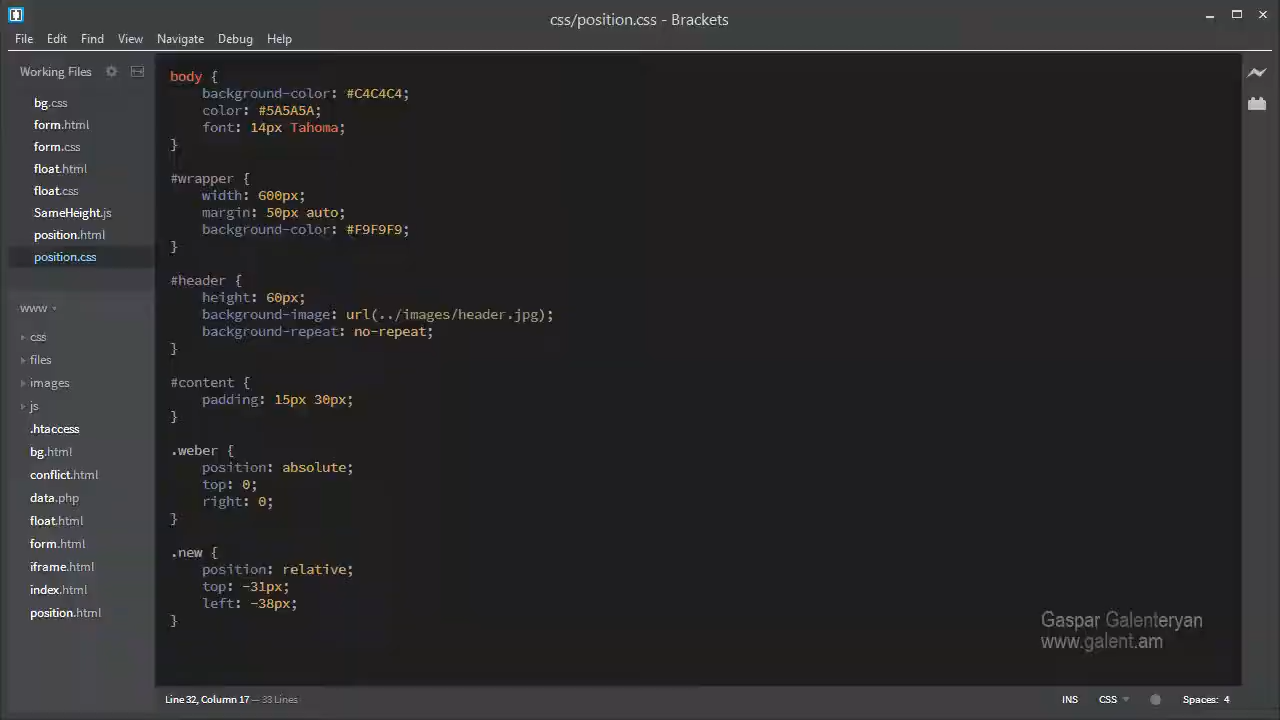 css/position.css - Brackets
File Edit Find View Navigate Debug Help
Working Files
bg.css
form.html
form.css
float.html
float.css
SameHeight.js
position.html
position.css
www
css
files
images
js
.htaccess
bg.html
conflict.html
data.php
float.html
form.html
iframe.html
index.html
position.html
body {
    background-color: #C4C4C4;
    color: #5A5A5A;
    font: 14px Tahoma;
}
#wrapper {
    width: 600px;
    margin: 50px auto;
    background-color: #F9F9F9;
}
#header {
    height: 60px;
    background-image: url(../images/header.jpg);
    background-repeat: no-repeat;
}
#content {
    padding: 15px 30px;
}
.weber {
    position: absolute;
    top: 0;
    right: 0;
}
.new {
    position: relative;
    top: -31px;
    left: -38px;
}
Gaspar Galenteryan
www.galent.am
Line 32, Column 17 — 33 Lines
INS CSS Spaces: 4